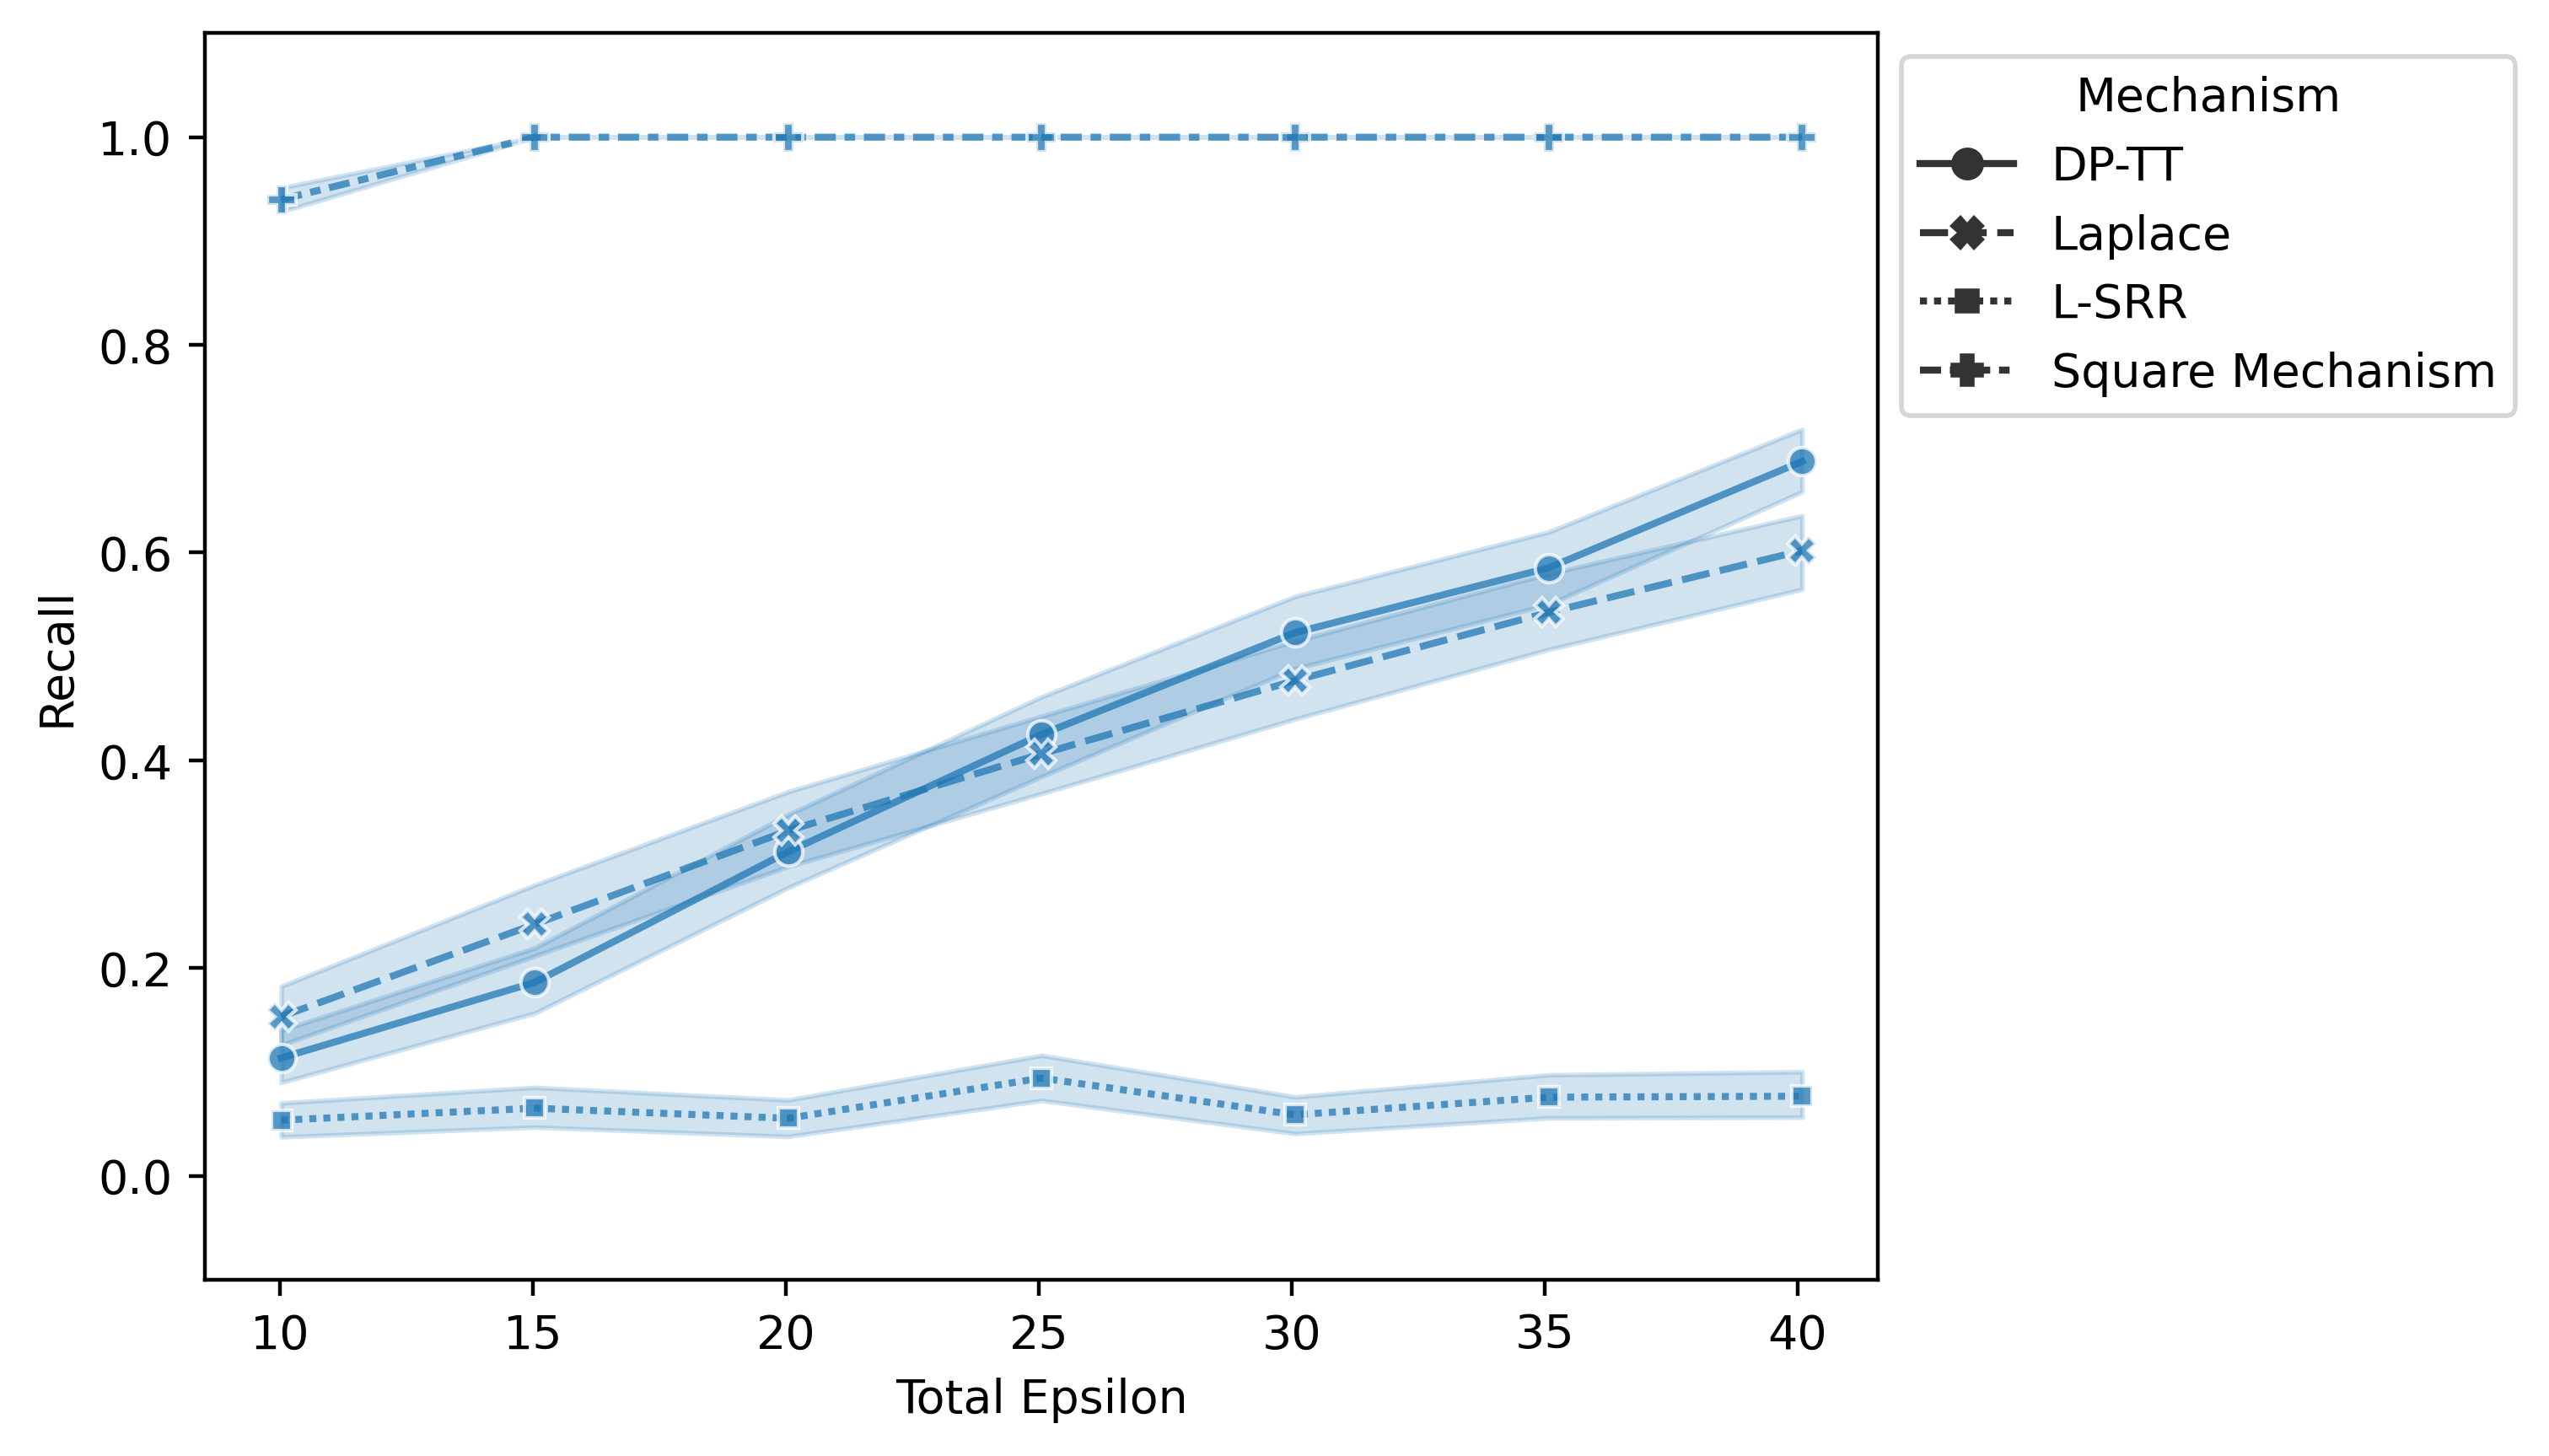 Mechanism
DP-TT
Laplace
L-SRR
Square Mechanism
Recall
1.0
0.8
0.6
0.4
0.2
0.0
10 15 20 25 30 35 40
Total Epsilon